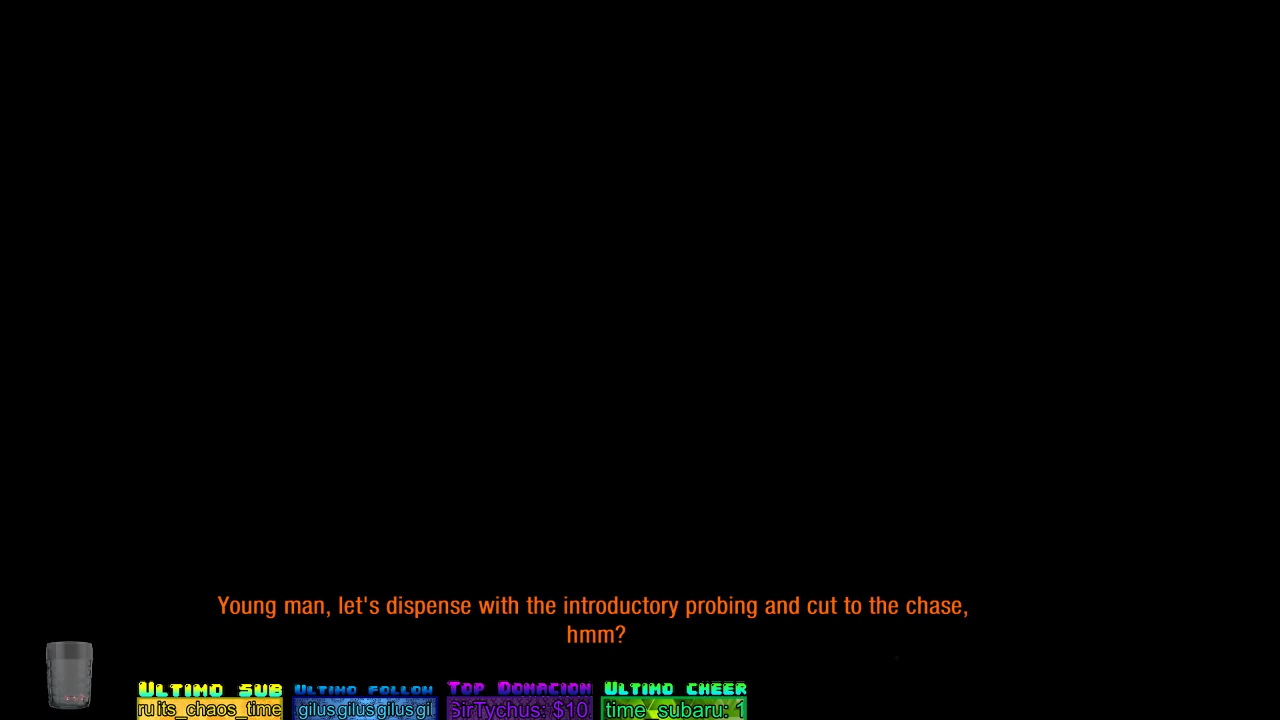 Young man, let's dispense with the introductory probing and cut to the chase,
hmm?
ULTIMO SUB
ULTIMO FOLLOW
TOP DONACION
ULTIMO CHEER
ru its_chaos_time
gilusgilusgilusgil
SirTychus: $10
time_subaru: 1